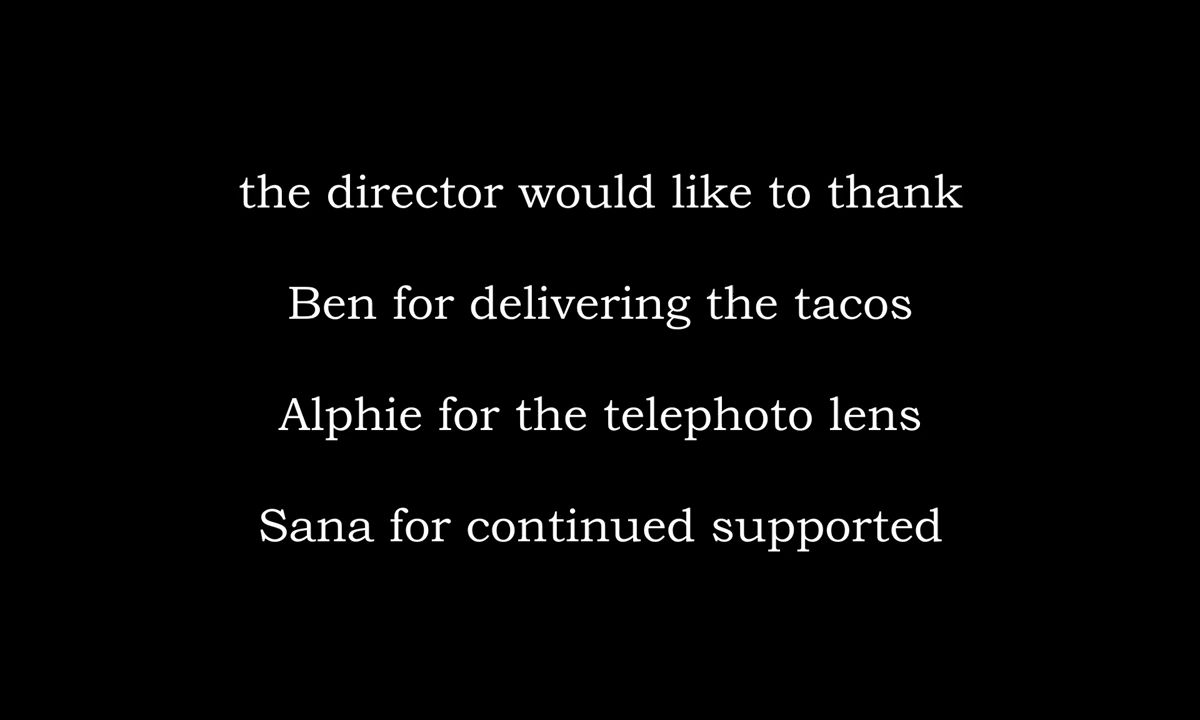 the director would like to thank
Ben for delivering the tacos
Alphie for the telephoto lens
Sana for continued supported